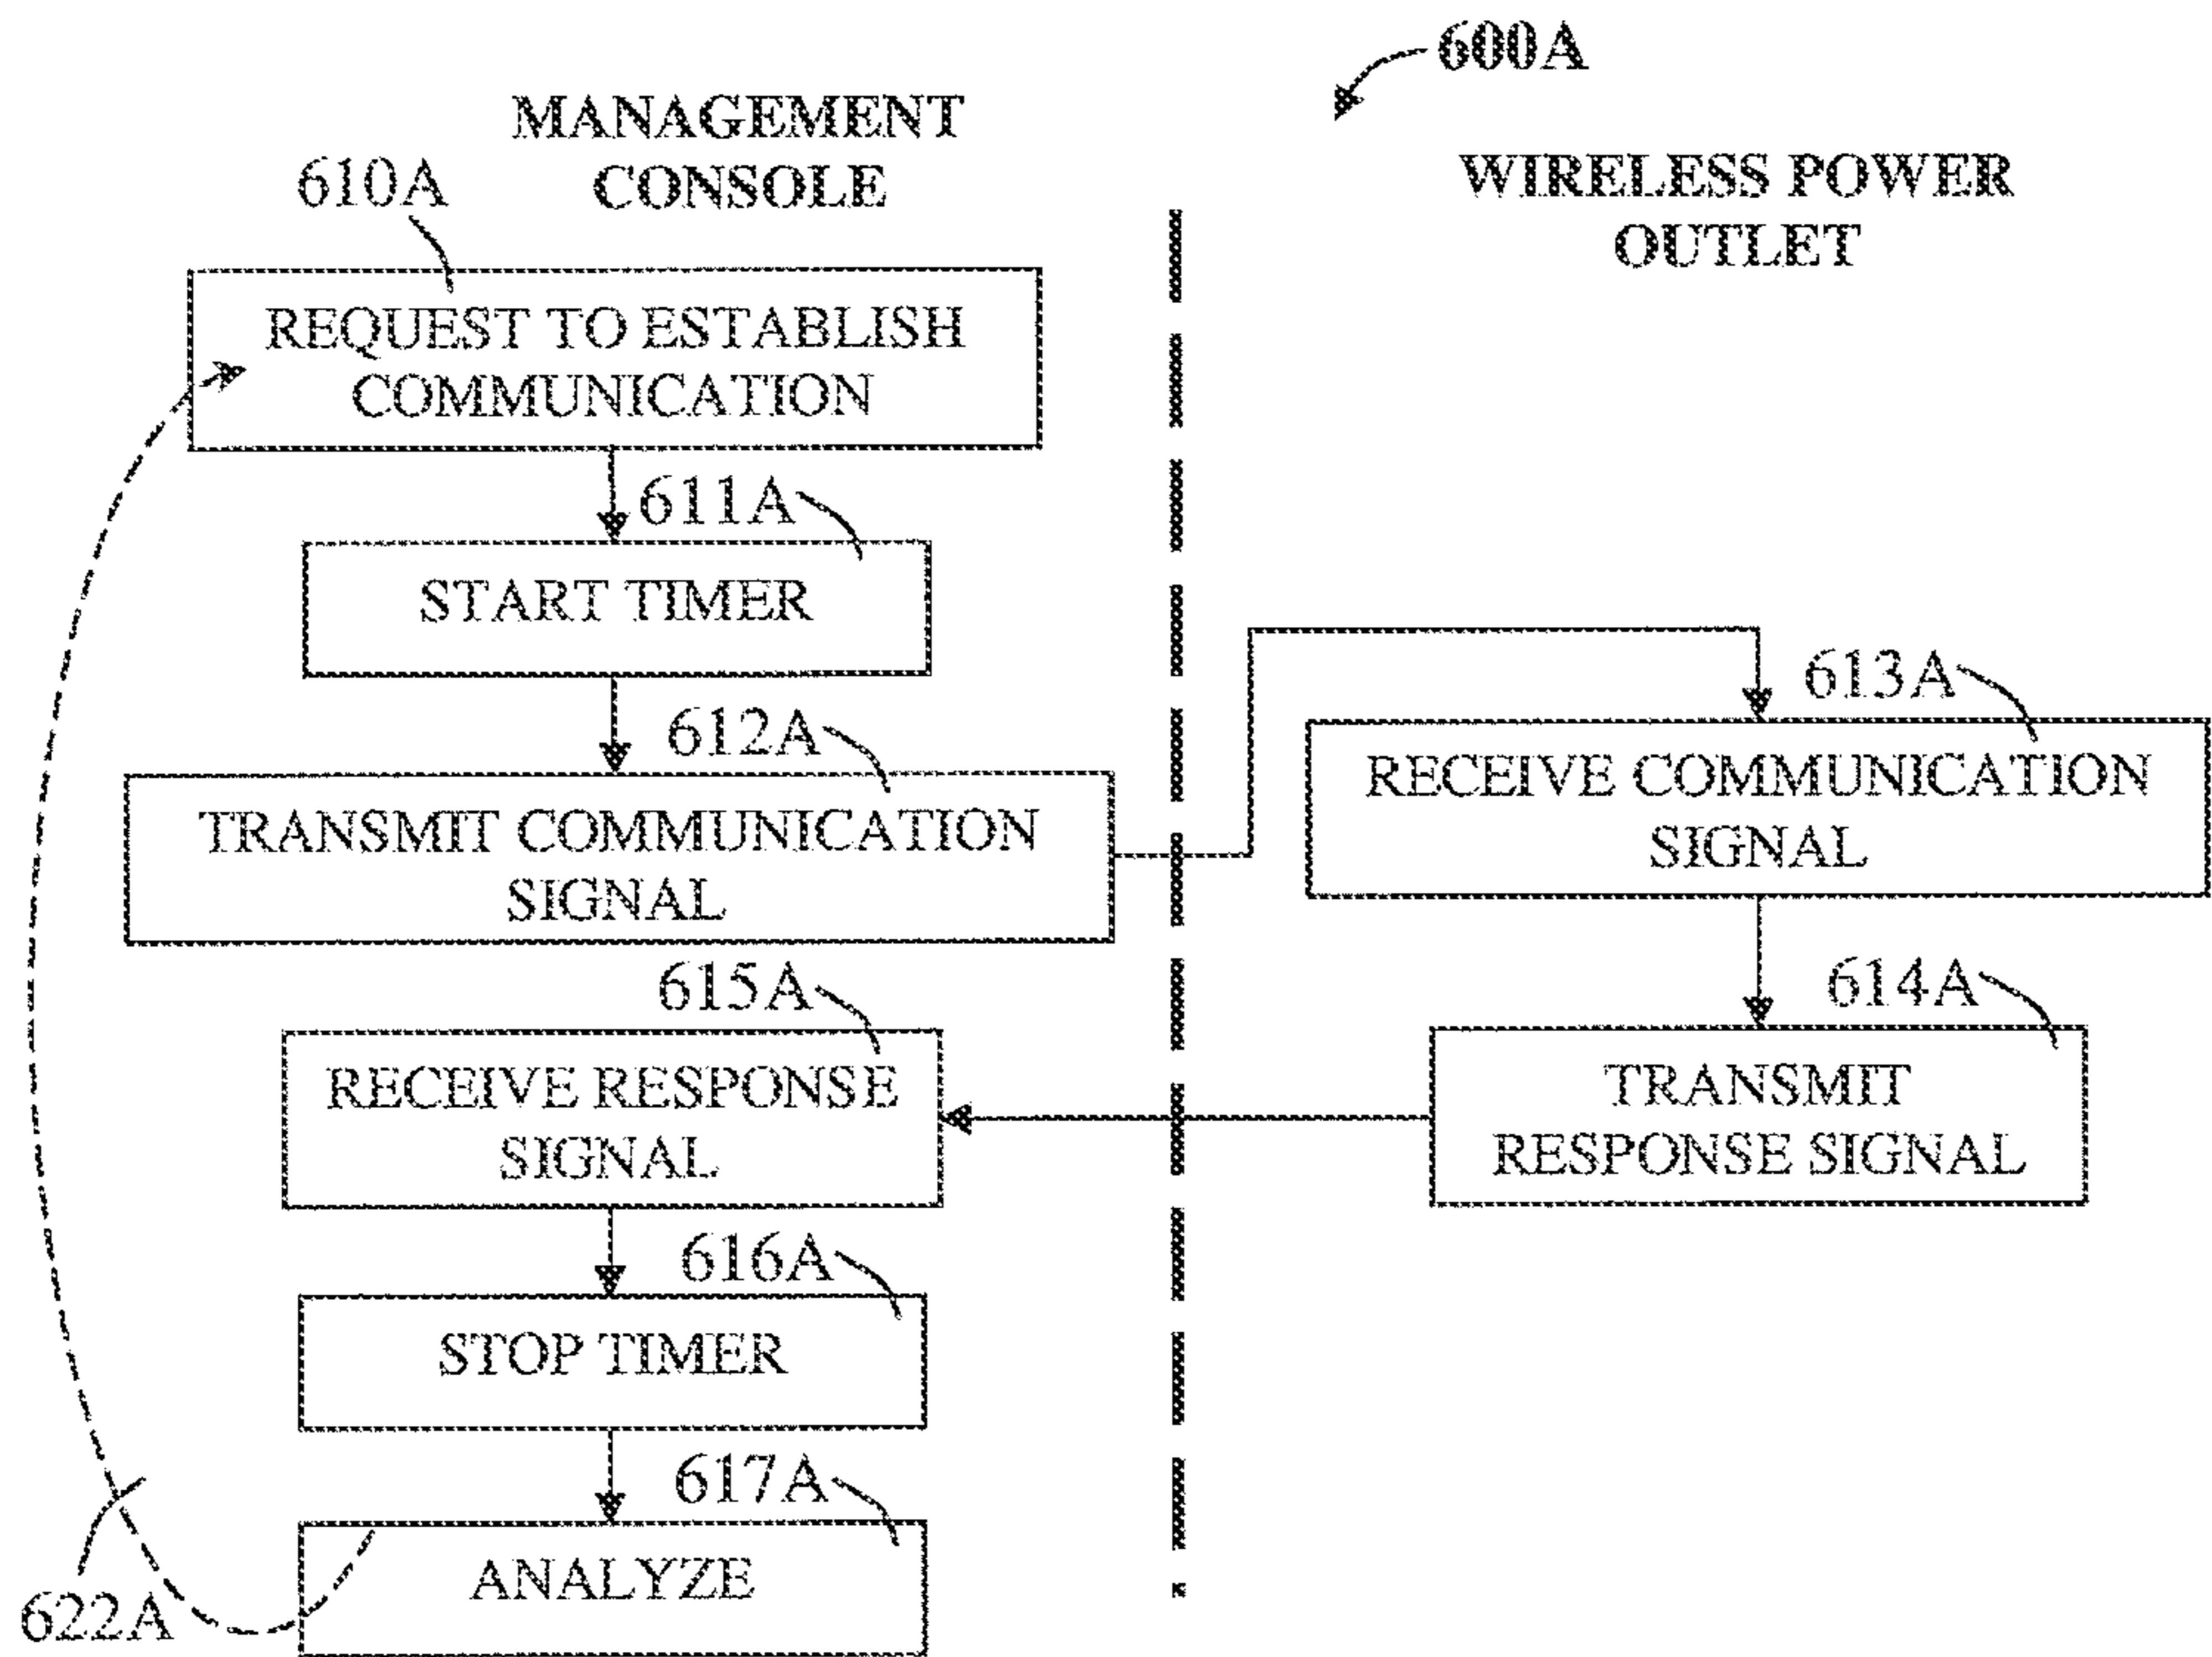 600A
MANAGEMENT
CONSOLE
WIRELESS POWER
OUTLET
610A
REQUEST TO ESTABLISH
COMMUNICATION
611A
START TIMER
612A
TRANSMIT COMMUNICATION
SIGNAL
613A
RECEIVE COMMUNICATION
SIGNAL
614A
TRANSMIT
RESPONSE SIGNAL
615A
RECEIVE RESPONSE
SIGNAL
616A
STOP TIMER
617A
ANALYZE
622A